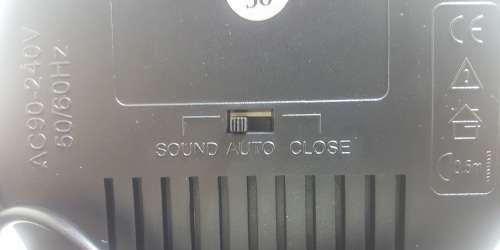 AC90-240V
50/60Hz
SOUND AUTO CLOSE
CE
0.5m